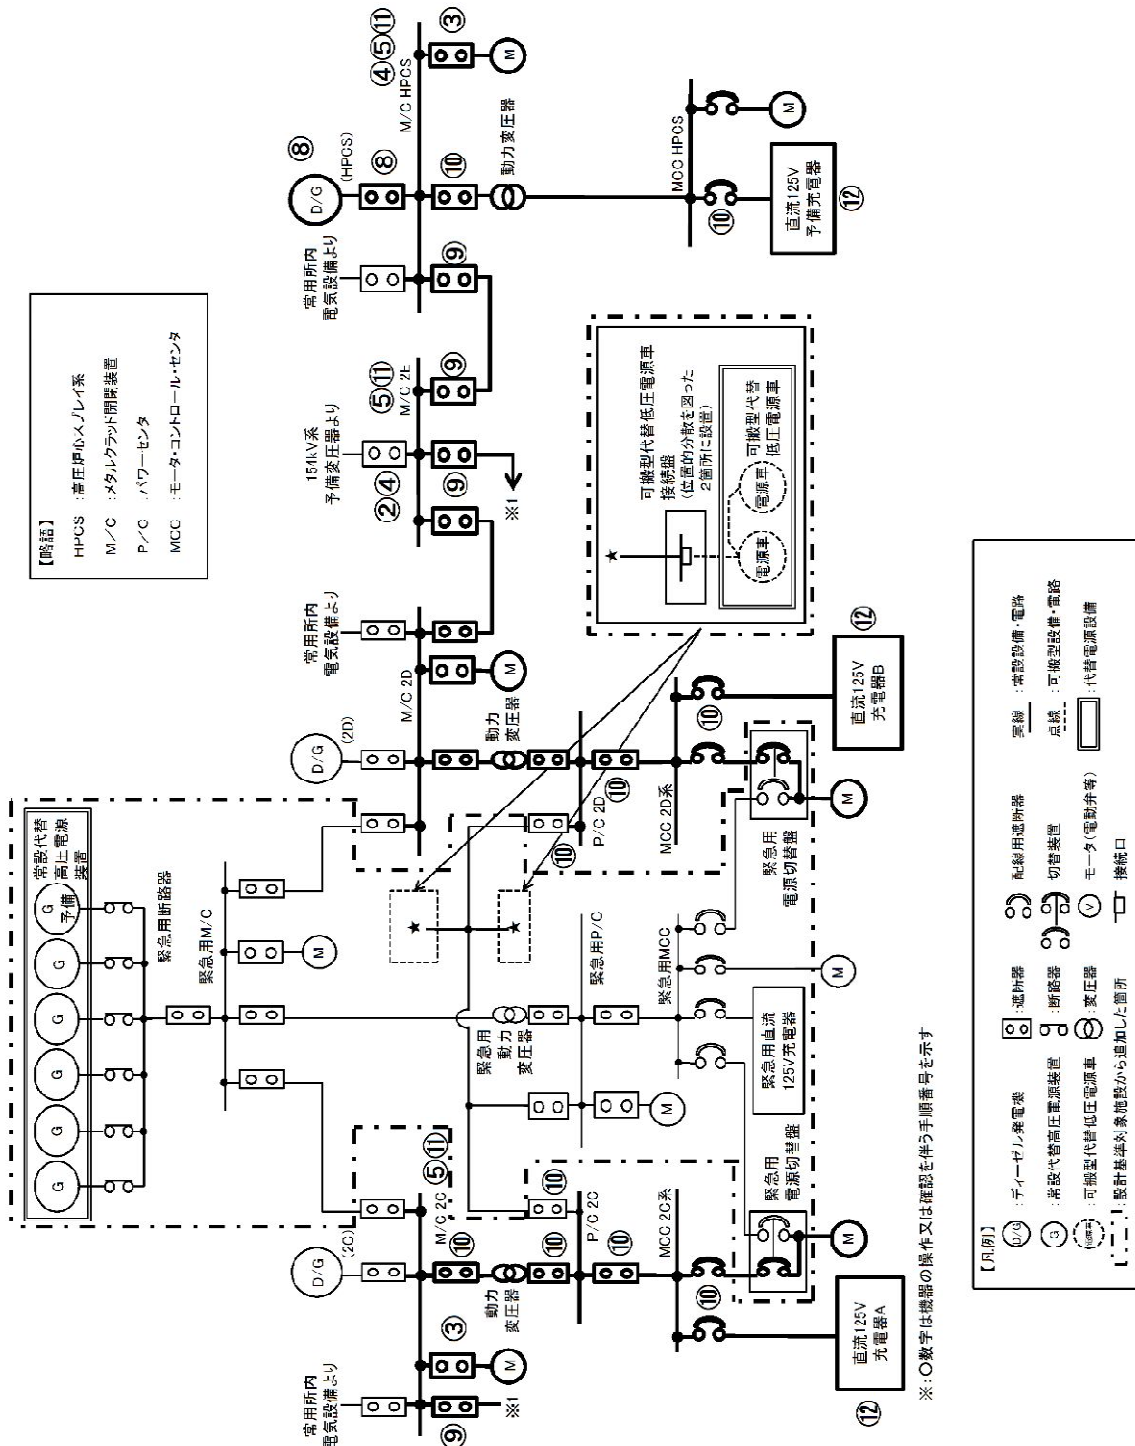 【略語】
HPCS :高圧炉心スプレイ系
M/C :メタルクラッド開閉装置
P/C :パワーセンタ
MCC :モータ・コントロール・センタ
常設代替
高圧電源
装置
予備
G
G
G
G
G
G
緊急用断路器
緊急用M/C
M
常用所内
電気設備より
D/G
(2C)
⑤⑪
M/C 2C
⑨
※1
③
M
⑩
動力
変圧器
⑩
⑩
P/C 2C
⑩
MCC 2C系
⑩
直流125V
充電器A
⑫
緊急用
電源切替盤
M
緊急用
動力
変圧器
緊急用P/C
M
緊急用MCC
緊急用直流
125V充電器
M
★
★
D/G
(2D)
M/C 2D
常用所内
電気設備より
M
動力
変圧器
⑩
P/C 2D
⑩
MCC 2D系
⑩
直流125V
充電器B
⑫
緊急用
電源切替盤
M
154kV系
予備変圧器より
②④
⑤⑪
M/C 2E
⑨
⑨
※1
常用所内
電気設備より
⑨
D/G
⑧
(HPCS)
⑧
④⑤⑪
M/C HPCS
③
M
⑩
動力変圧器
MCC HPCS
M
⑩
直流125V
予備充電器
⑫
可搬型代替低圧電源車
接続盤
(位置的分散を図った
2箇所に設置)
★
可搬型代替
低圧電源車
電源車
電源車
※:○数字は機器の操作又は確認を伴う手順番号を示す
【凡例】
D/G :ディーゼル発電機
G :常設代替高圧電源装置
電源車 :可搬型代替低圧電源車
:設計基準対象施設から追加した箇所
:遮断器
:断路器
:変圧器
配線用遮断器
切替装置
モータ(電動弁等)
接続口
実線 :常設設備・電路
点線 :可搬型設備・電路
:代替電源設備